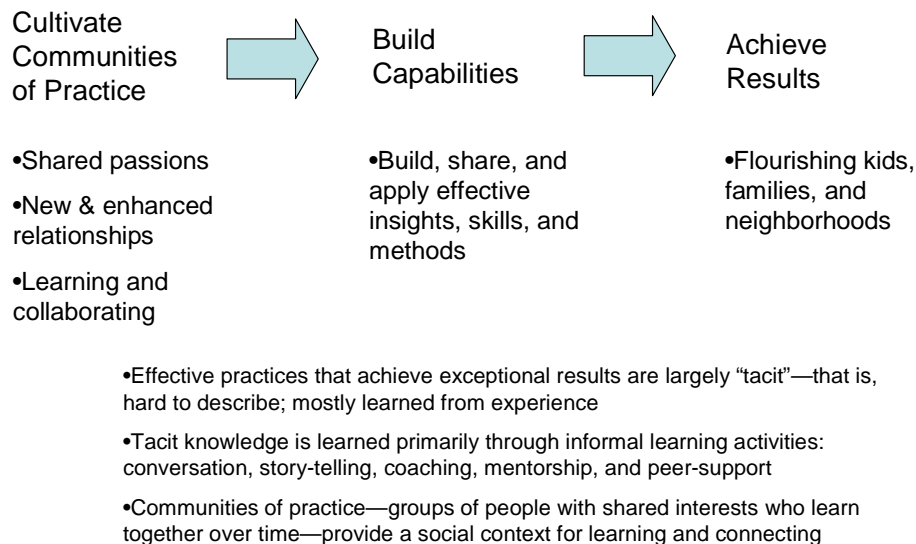 Cultivate
Communities
of Practice
Build
Capabilities
Achieve
Results
•Shared passions
•New & enhanced
relationships
•Learning and
collaborating
•Build, share, and
apply effective
insights, skills, and
methods
•Flourishing kids,
families, and
neighborhoods
•Effective practices that achieve exceptional results are largely “tacit”—that is,
hard to describe; mostly learned from experience
•Tacit knowledge is learned primarily through informal learning activities:
conversation, story-telling, coaching, mentorship, and peer-support
•Communities of practice—groups of people with shared interests who learn
together over time—provide a social context for learning and connecting